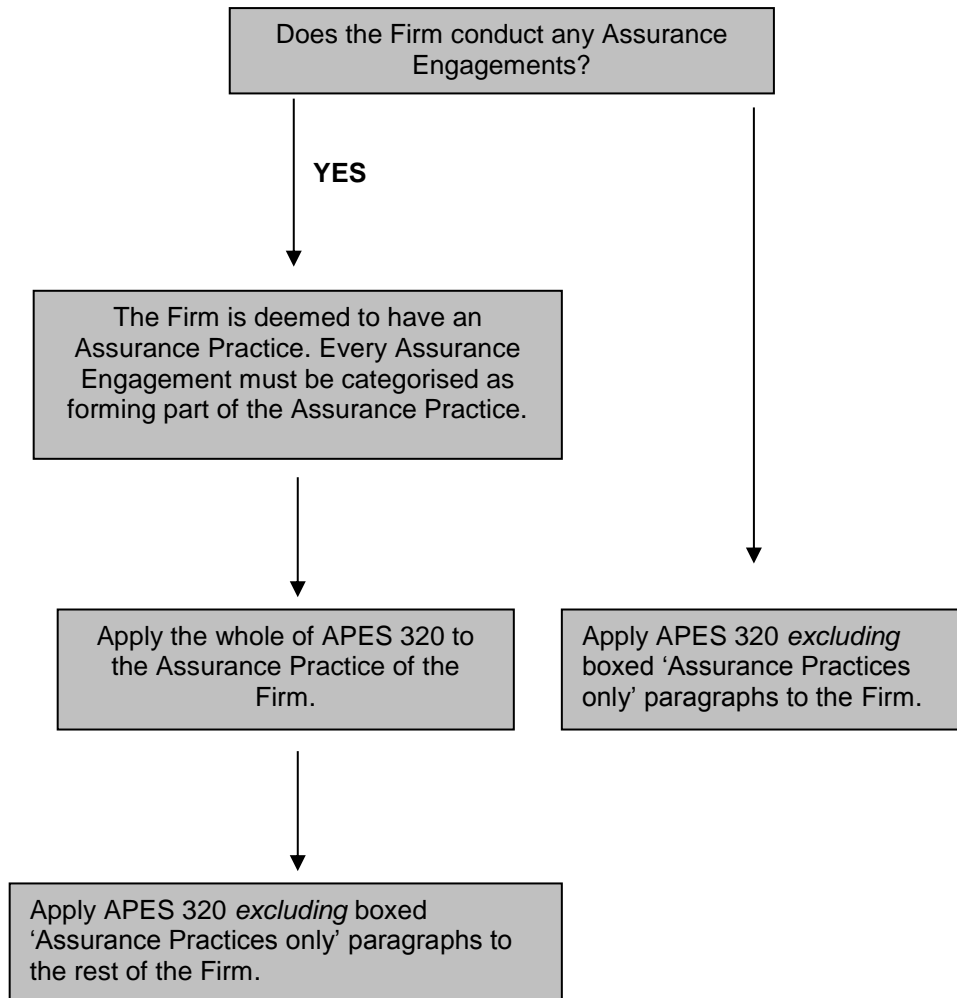 Does the Firm conduct any Assurance
Engagements?
YES
The Firm is deemed to have an
Assurance Practice. Every Assurance
Engagement must be categorised as
forming part of the Assurance Practice.
Apply the whole of APES 320 to
the Assurance Practice of the
Firm.
Apply APES 320 excluding
boxed ‘Assurance Practices
only’ paragraphs to the Firm.
Apply APES 320 excluding boxed
‘Assurance Practices only’ paragraphs to
the rest of the Firm.